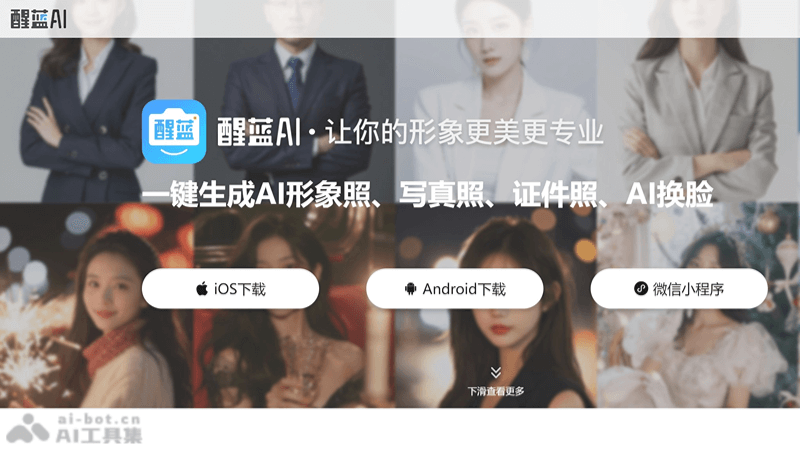 醒蓝AI
醒蓝
醒蓝AI·让你的形象更美更专业
一键生成AI形象照、写真照、证件照、AI换脸
iOS下载
Android下载
微信小程序
下滑查看更多
ai-bot.cn
AI工具集